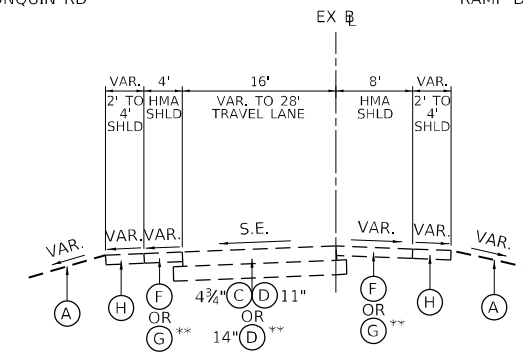 NQUIN RD
RAMP D
EX BL
VAR. 4' 16' 8' VAR.
2' TO 4' SHLD
HMA SHLD
VAR. TO 28' TRAVEL LANE
HMA SHLD
2' TO 4' SHLD
VAR. VAR. VAR. S.E. VAR. VAR. VAR.
A H F 4¾" C D 11" F H A
OR OR OR
G ** 14" D ** G **